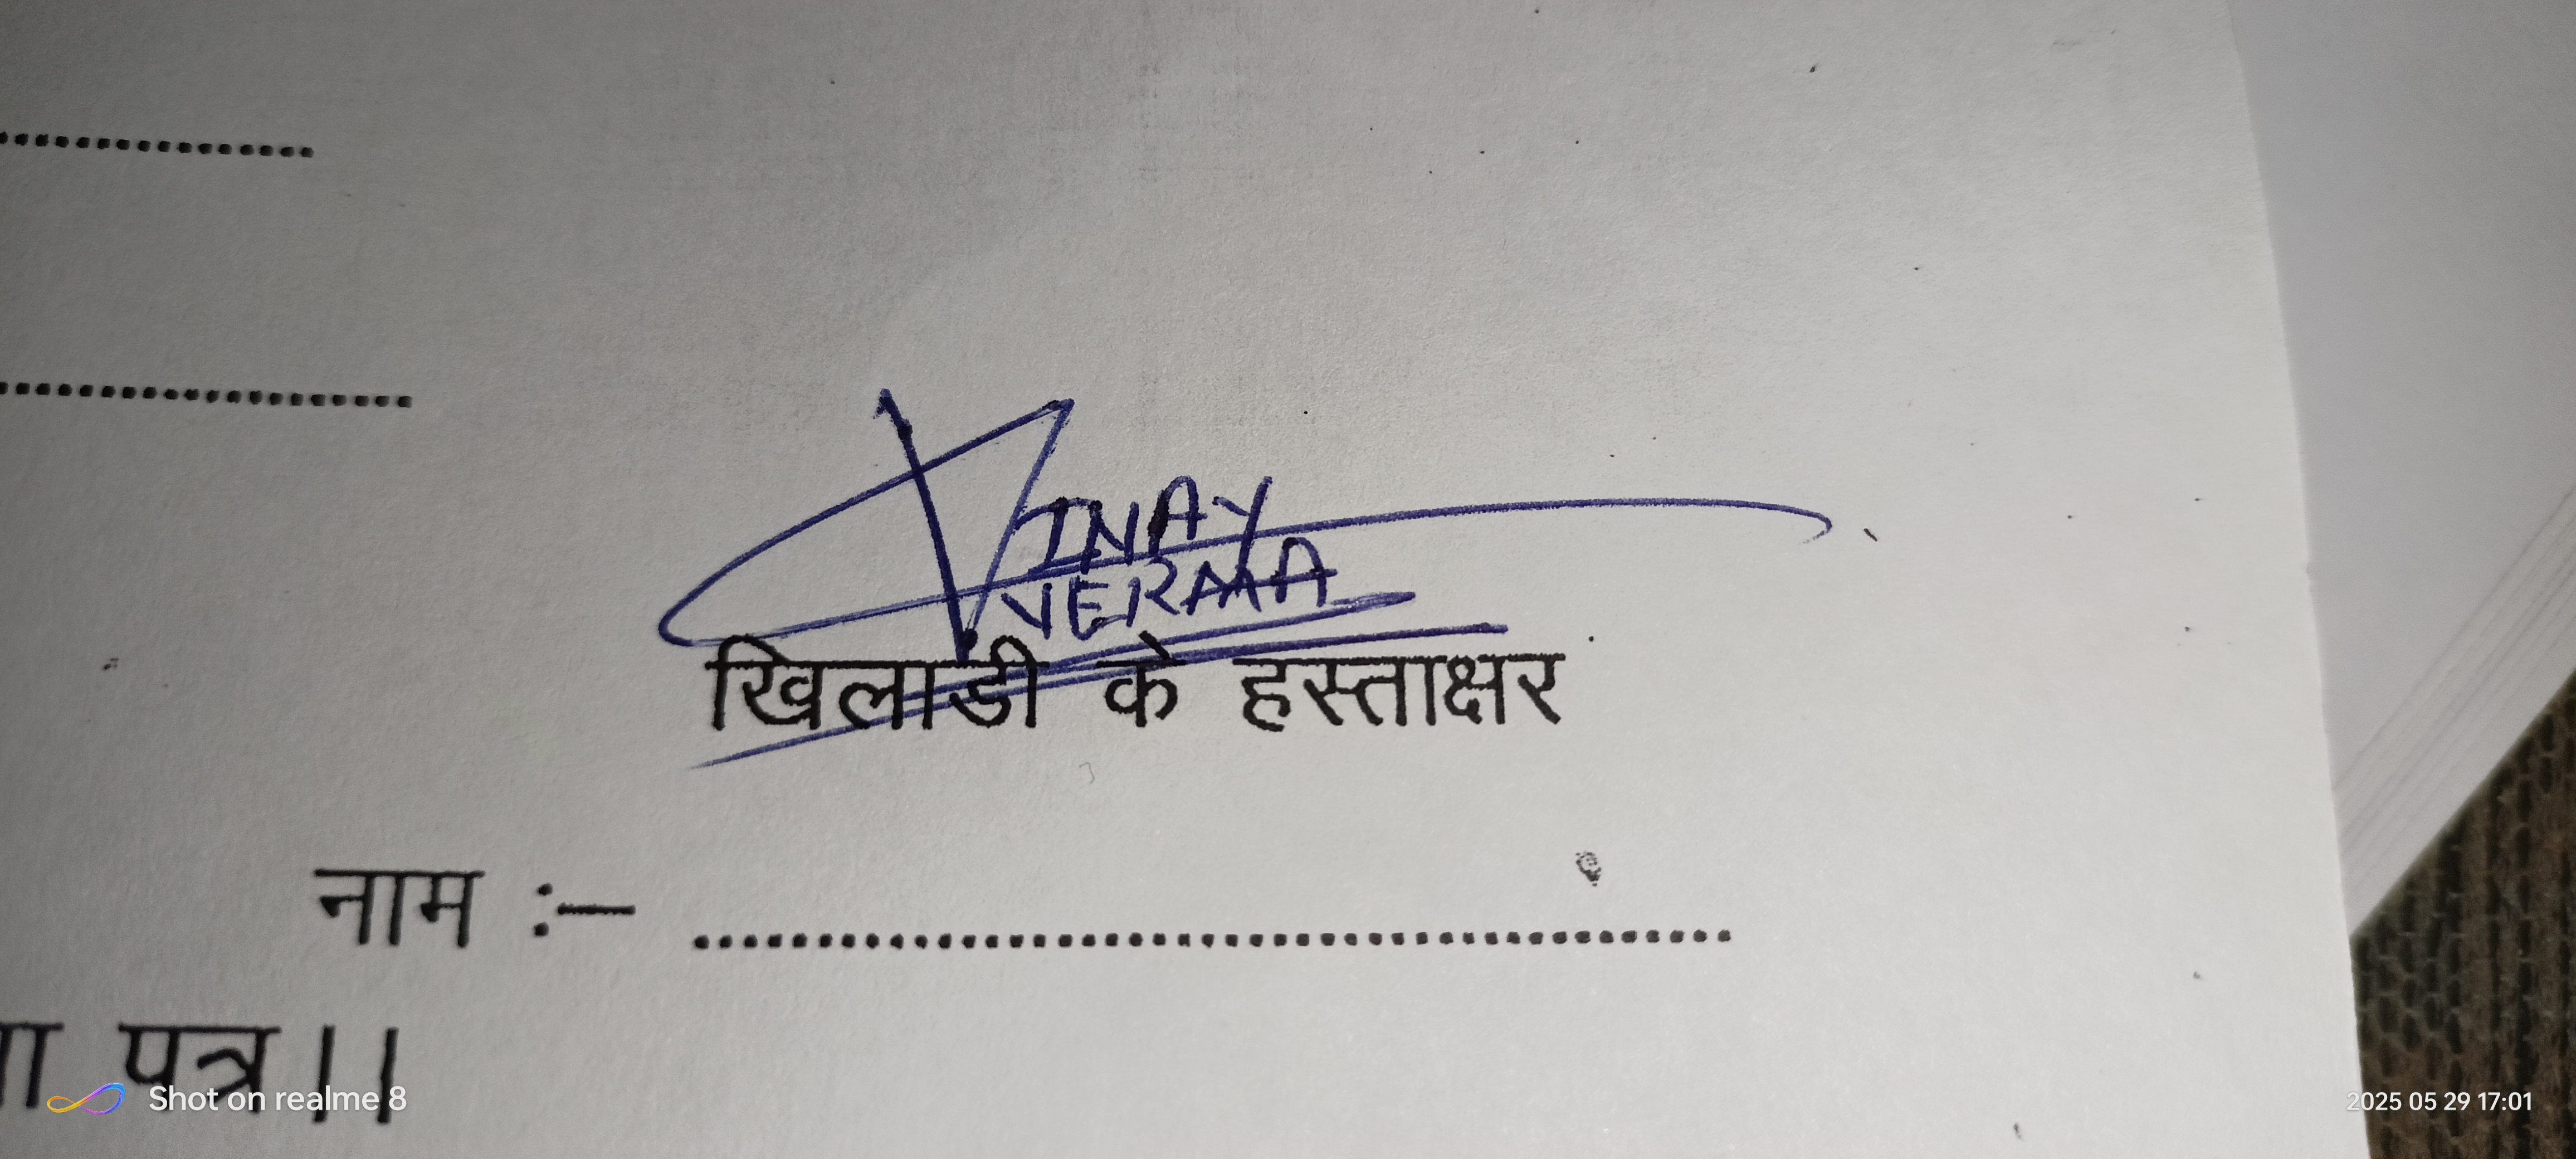 VINAY
VERMA
खिलाडी के हस्ताक्षर
नाम :– ............................................
पत्र।।
Shot on realme 8
2025 05 29 17:01